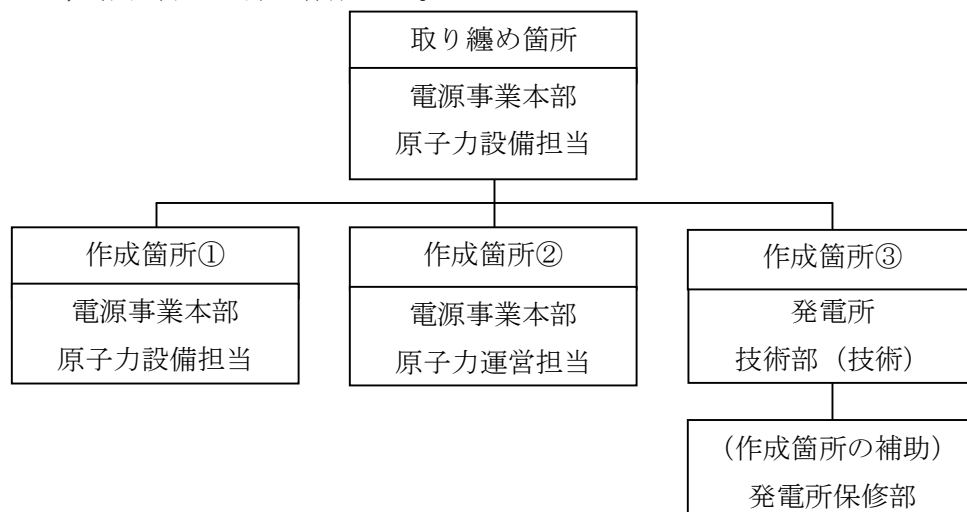 取り纏め箇所
電源事業本部
原子力設備担当
作成箇所①
電源事業本部
原子力設備担当
作成箇所②
電源事業本部
原子力運営担当
作成箇所③
発電所
技術部（技術）
（作成箇所の補助）
発電所保修部